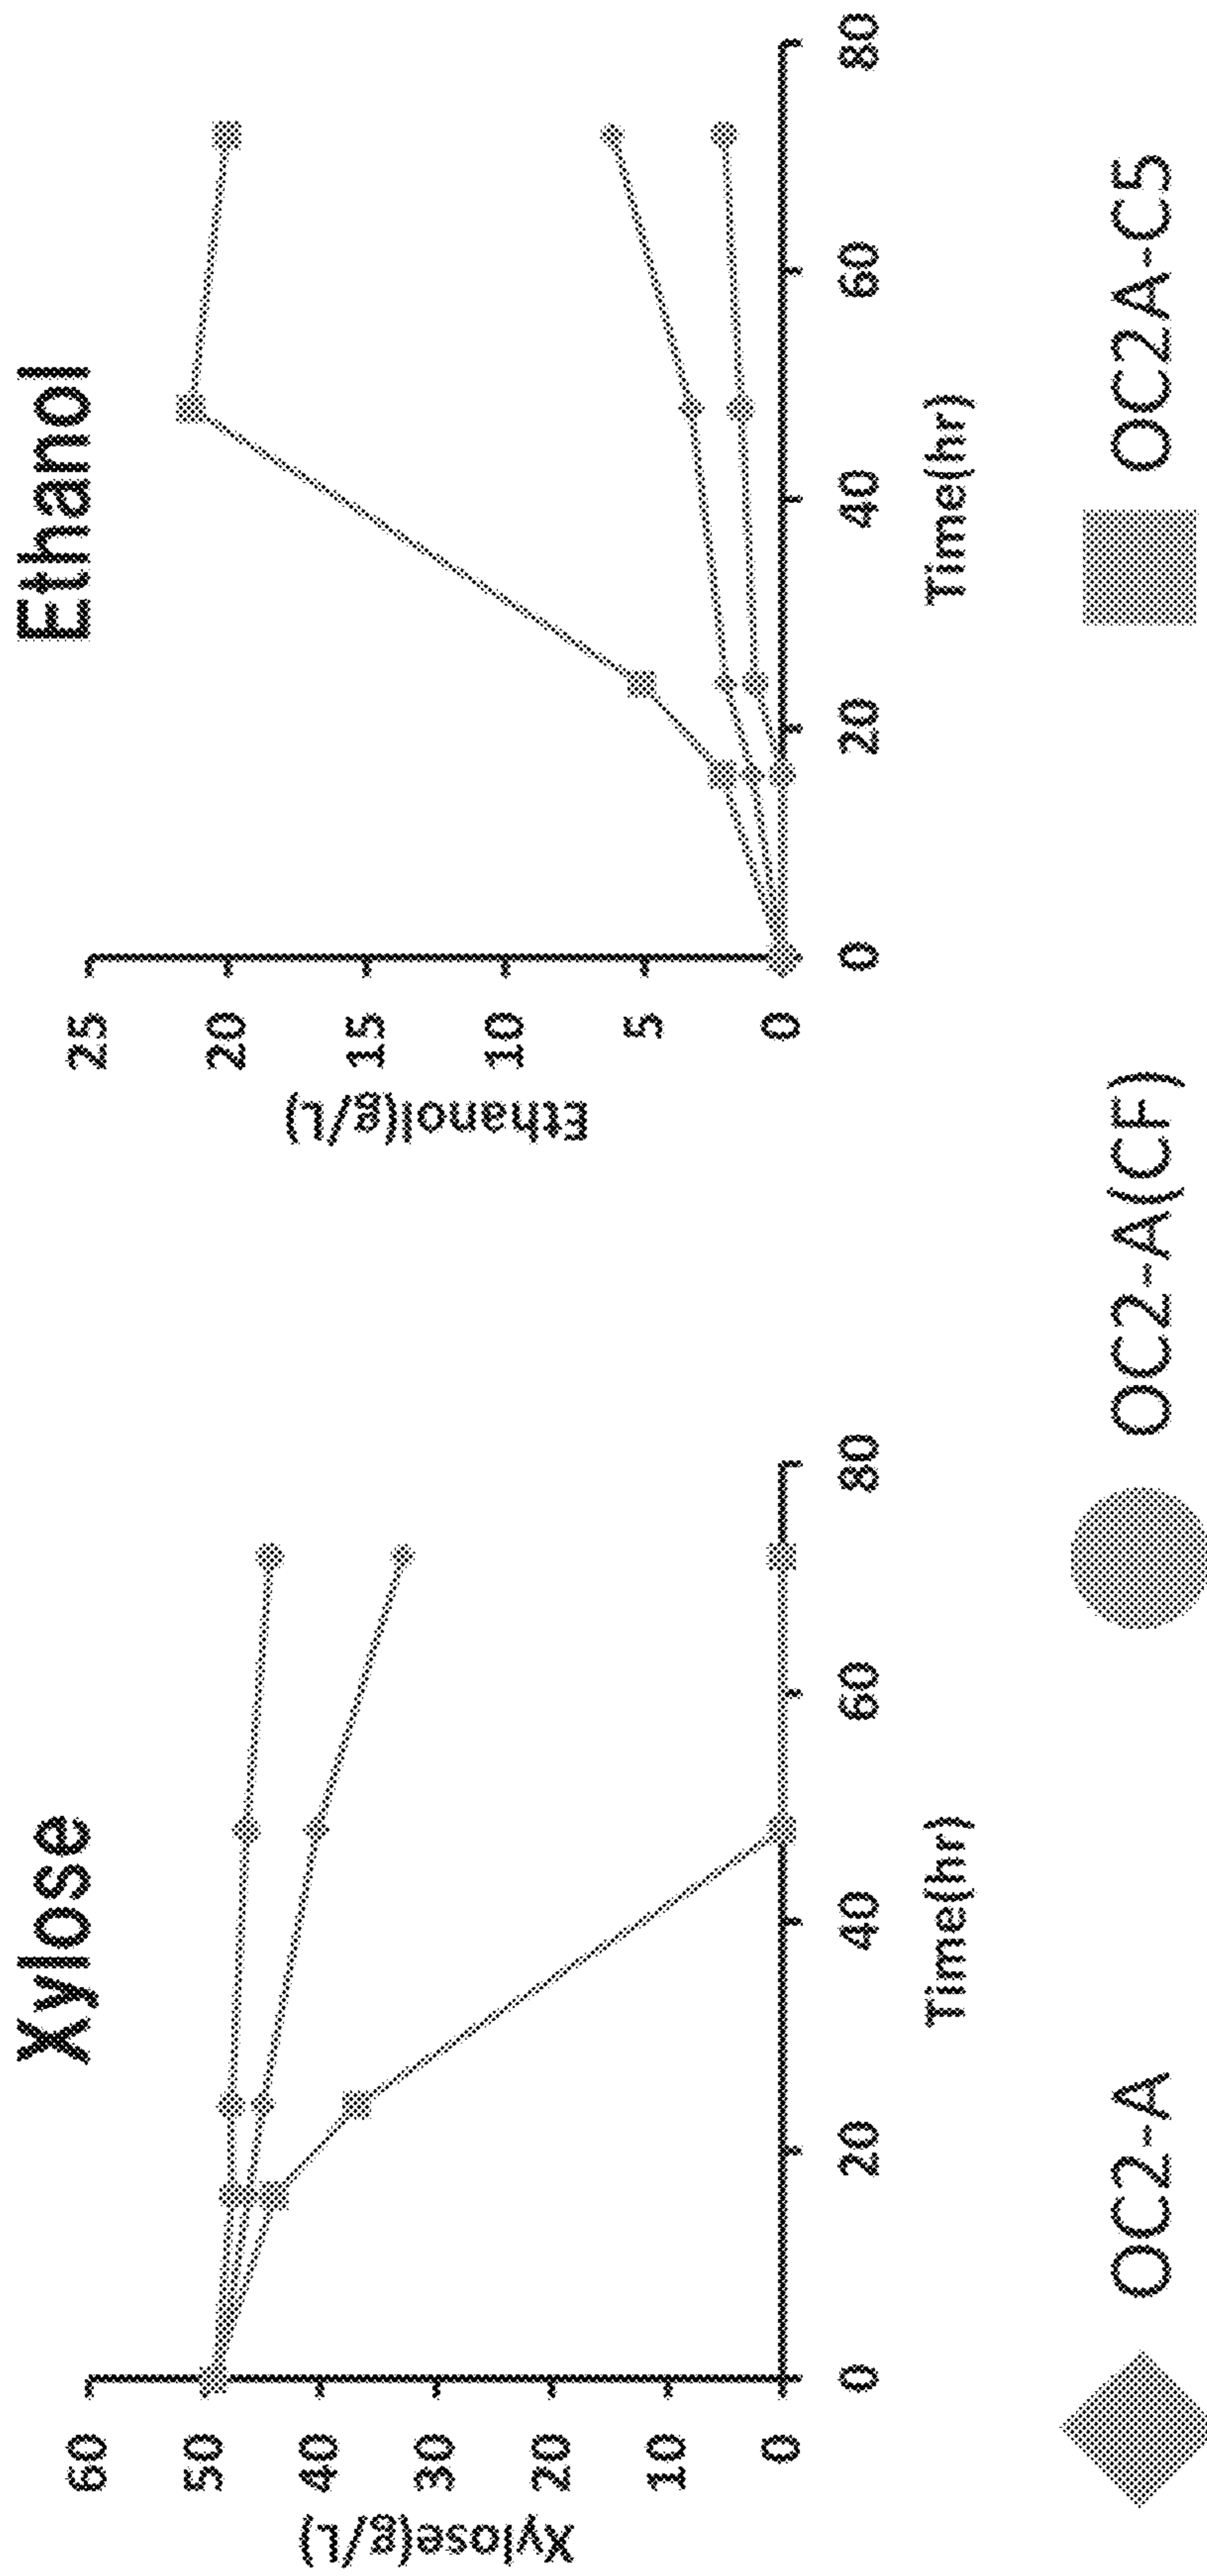 Xylose
60
50
40
30
20
10
0
Xylose(g/L)
0
20
40
60
80
Time(hr)
Ethanol
25
20
15
10
5
0
Ethanol(g/L)
0
20
40
60
80
Time(hr)
OC2-A
OC2-A(CF)
OC2A-C5